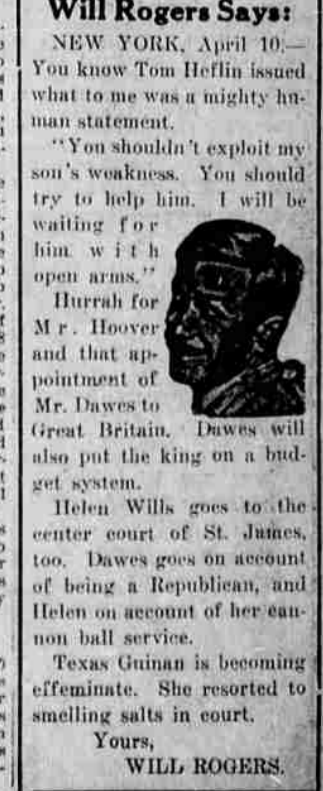 Will Rogers Says:
NEW YORK, April 10.—
You know Tom Heflin issued
what to me was a mighty hu-
man statement.
"You shouldn't exploit my
son's weakness. You should
try to help him. I will be
waiting for
him with
open arms."
Hurrah for
Mr. Hoover
and that ap-
pointment of
Mr. Dawes to
Great Britain. Dawes will
also put the king on a bud-
get system.
Helen Wills goes to the
center court of St. James,
too. Dawes goes on account
of being a Republican, and
Helen on account of her can-
non ball service.
Texas Guinan is becoming
effeminate. She resorted to
smelling salts in court.
Yours,
WILL ROGERS.